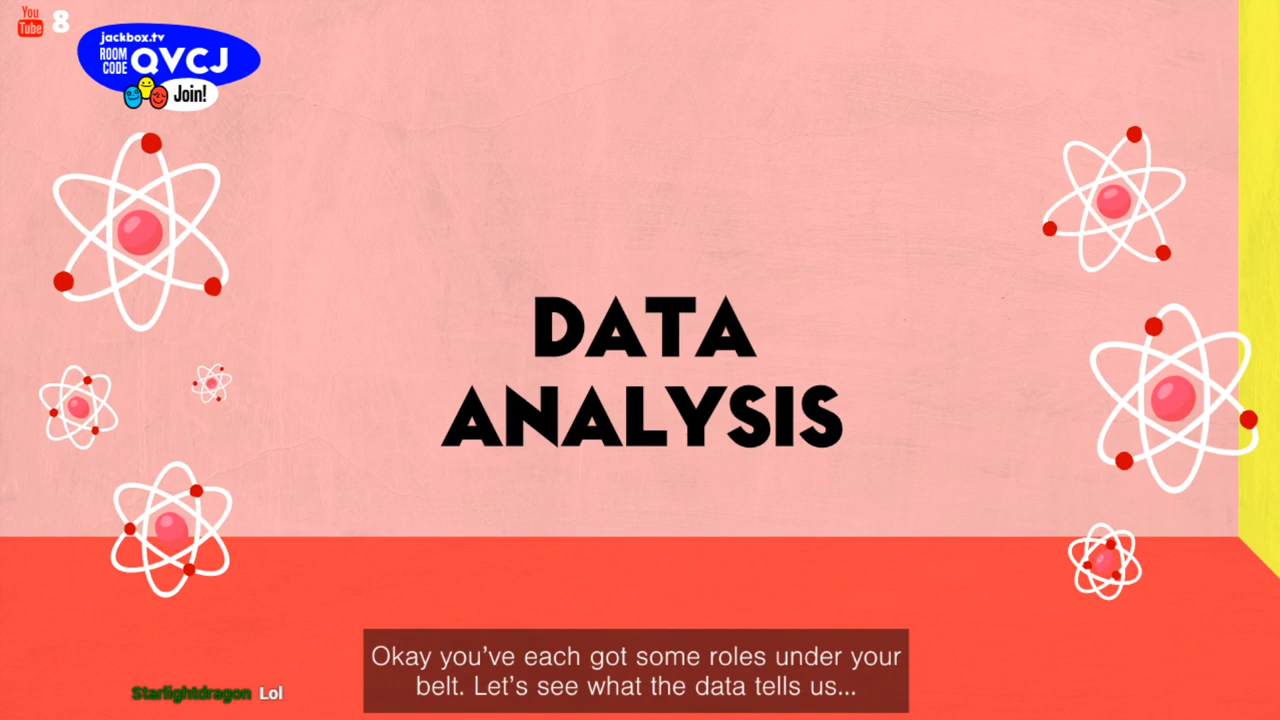 You
Tube 8
jackbox.tv
ROOM
CODE QVCJ
Join!
DATA
ANALYSIS
Okay you've each got some roles under your
belt. Let's see what the data tells us...
Starlightdragon Lol